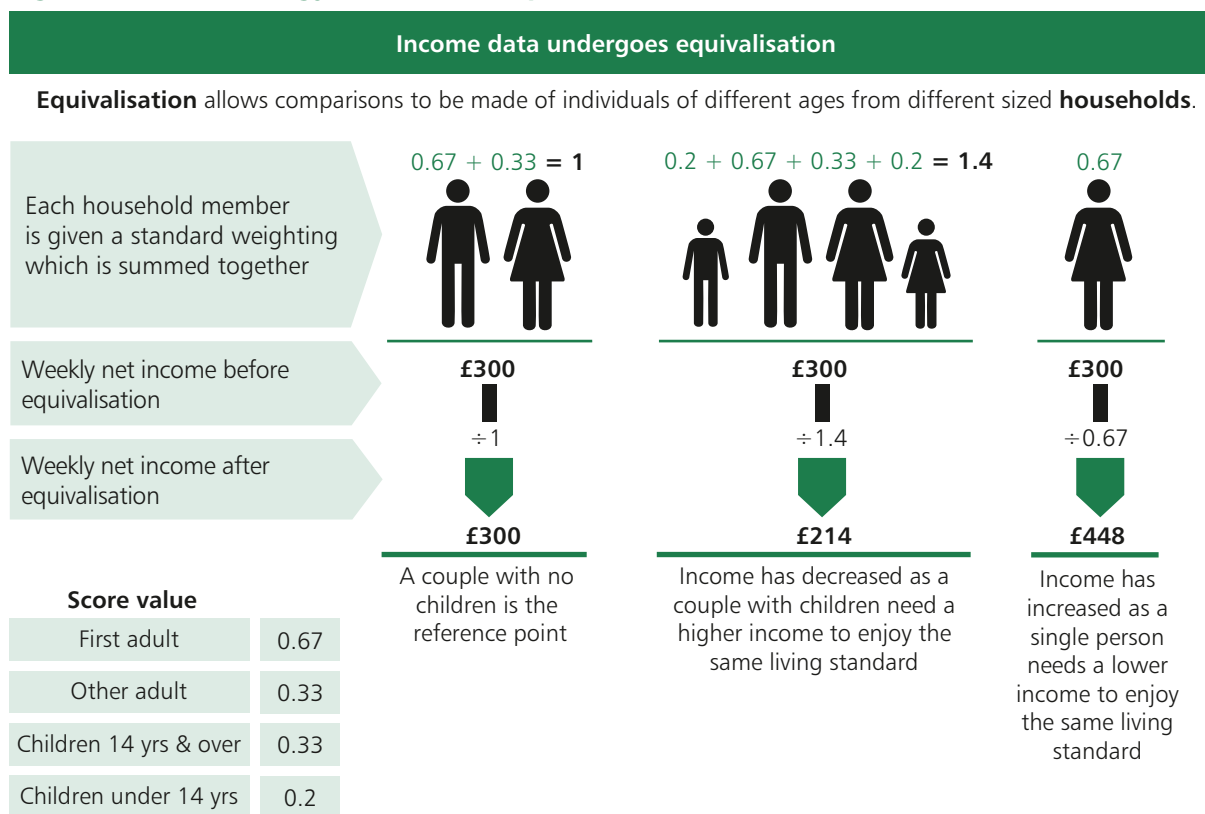 Income data undergoes equivalisation
Equivalisation allows comparisons to be made of individuals of different ages from different sized households.
Each household member
is given a standard weighting
which is summed together
0.67 + 0.33 = 1
0.2 + 0.67 + 0.33 + 0.2 = 1.4
0.67
Weekly net income before
equivalisation
£300
£300
£300
÷1
÷1.4
÷0.67
Weekly net income after
equivalisation
£300
£214
£448
A couple with no
children is the
reference point
Income has decreased as a
couple with children need a
higher income to enjoy the
same living standard
Income has
increased as a
single person
needs a lower
income to enjoy
the same living
standard
Score value
First adult 0.67
Other adult 0.33
Children 14 yrs & over 0.33
Children under 14 yrs 0.2